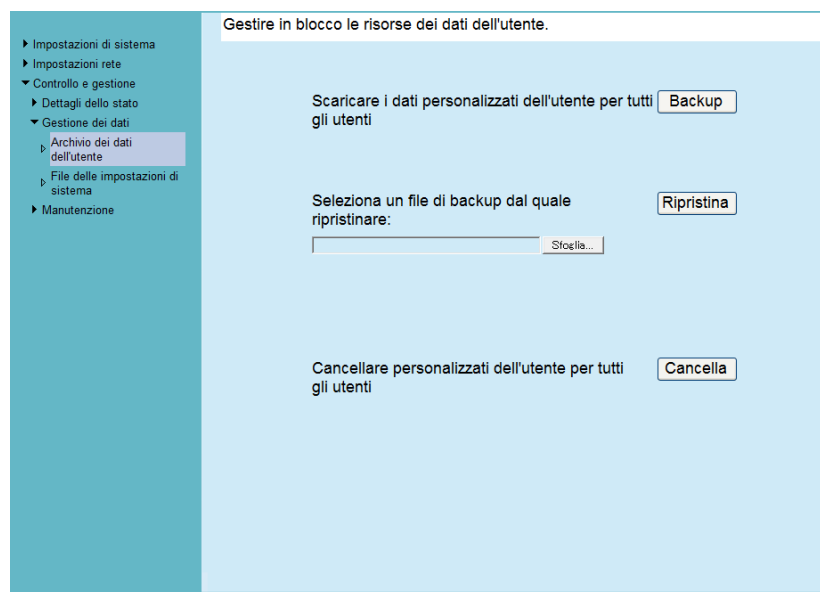 Gestire in blocco le risorse dei dati dell'utente.
Impostazioni di sistema
Impostazioni rete
Controllo e gestione
Dettagli dello stato
Gestione dei dati
Archivio dei dati
dell'utente
File delle impostazioni di
sistema
Manutenzione
Scaricare i dati personalizzati dell'utente per tutti
gli utenti
Backup
Seleziona un file di backup dal quale
ripristinare:
Ripristina
Sfoglia...
Cancellare personalizzati dell'utente per tutti
gli utenti
Cancella